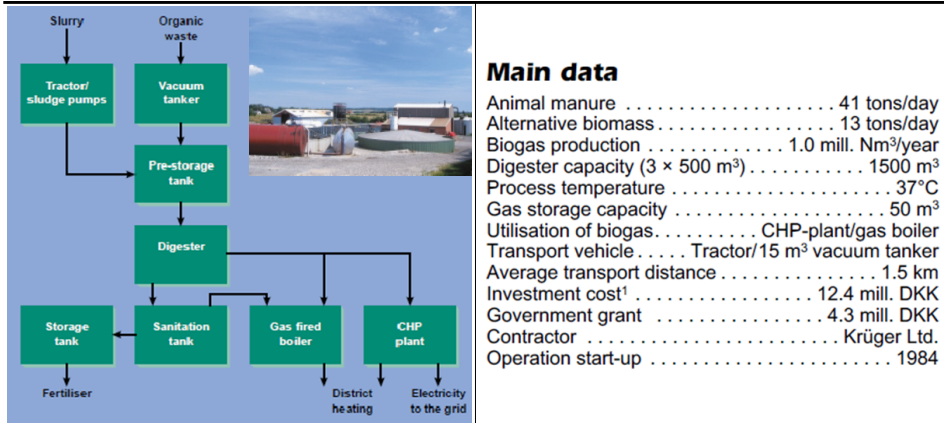 Slurry
Organic
waste
Tractor/
sludge pumps
Vacuum
tanker
Pre-storage
tank
Digester
Storage
tank
Sanitation
tank
Gas fired
boiler
CHP
plant
Fertiliser
District
heating
Electricity
to the grid
Main data
Animal manure . . . . . . . . . . . . . . . . . . . . 41 tons/day
Alternative biomass . . . . . . . . . . . . . . . . . 13 tons/day
Biogas production . . . . . . . . . . . . . 1.0 mill. Nm³/year
Digester capacity (3 × 500 m³) . . . . . . . . . . . 1500 m³
Process temperature . . . . . . . . . . . . . . . . . . . . . 37°C
Gas storage capacity . . . . . . . . . . . . . . . . . . . . 50 m³
Utilisation of biogas. . . . . . . . . . CHP-plant/gas boiler
Transport vehicle . . . . . Tractor/15 m³ vacuum tanker
Average transport distance . . . . . . . . . . . . . . . 1.5 km
Investment cost¹ . . . . . . . . . . . . . . . . . 12.4 mill. DKK
Government grant . . . . . . . . . . . . . . . . 4.3 mill. DKK
Contractor . . . . . . . . . . . . . . . . . . . . . . . . Krüger Ltd.
Operation start-up . . . . . . . . . . . . . . . . . . . . . . . 1984